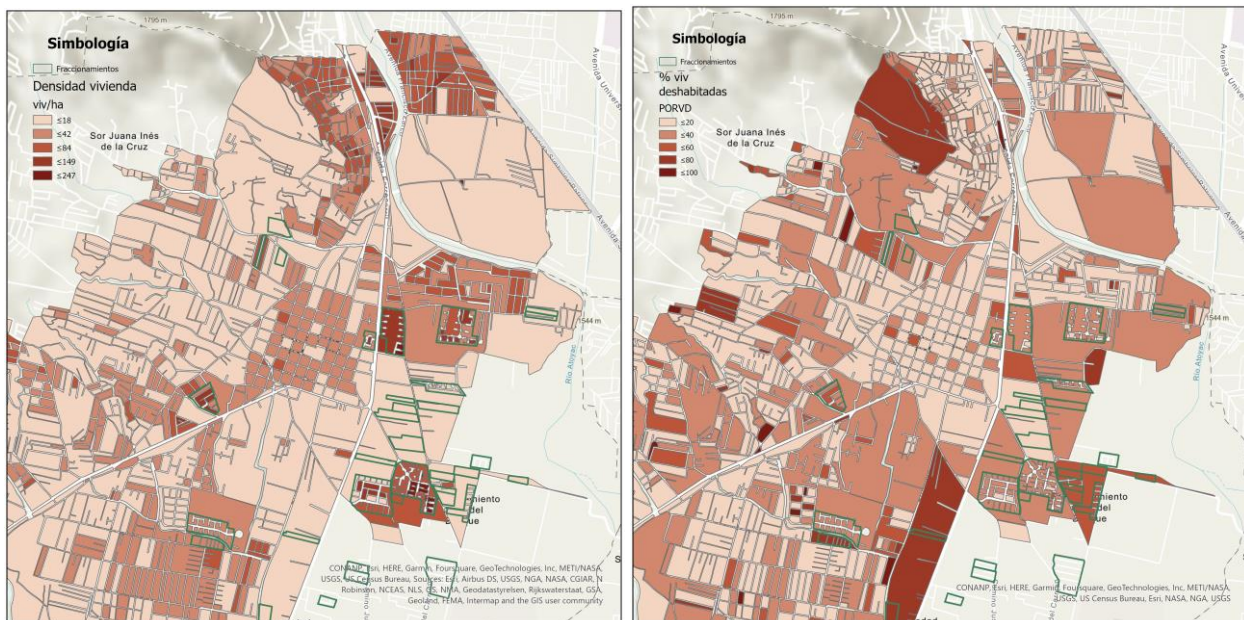 1795 m
Simbología
Fraccionamientos
Densidad vivienda
viv/ha
≤18
≤42
≤84
≤149
≤247
Sor Juana Inés
de la Cruz
Avenida Universi
1544 m
Río Atoyac
miento
del
ue
S
CONANP, Esri, HERE, Garmin, Foursquare, GeoTechnologies, Inc, METI/NASA,
USGS, US Census Bureau, Sources: Esri, Airbus DS, USGS, NGA, NASA, CGIAR, N
Robinson, NCEAS, NLS, OS, NMA, Geodatastyrelsen, Rijkswaterstaat, GSA,
Geoland, FEMA, Intermap and the GIS user community
1795 m
Simbología
Fraccionamientos
% viv
deshabitadas
PORVD
≤20
≤40
≤60
≤80
≤100
Sor Juana Inés
de la Cruz
Avenida Univers
1544 m
Río Atoyac
miento
del
ue
S
CONANP, Esri, HERE, Garmin, Foursquare, GeoTechnologies, Inc, METI/NASA,
USGS, US Census Bureau, Esri, NASA, NGA, USGS